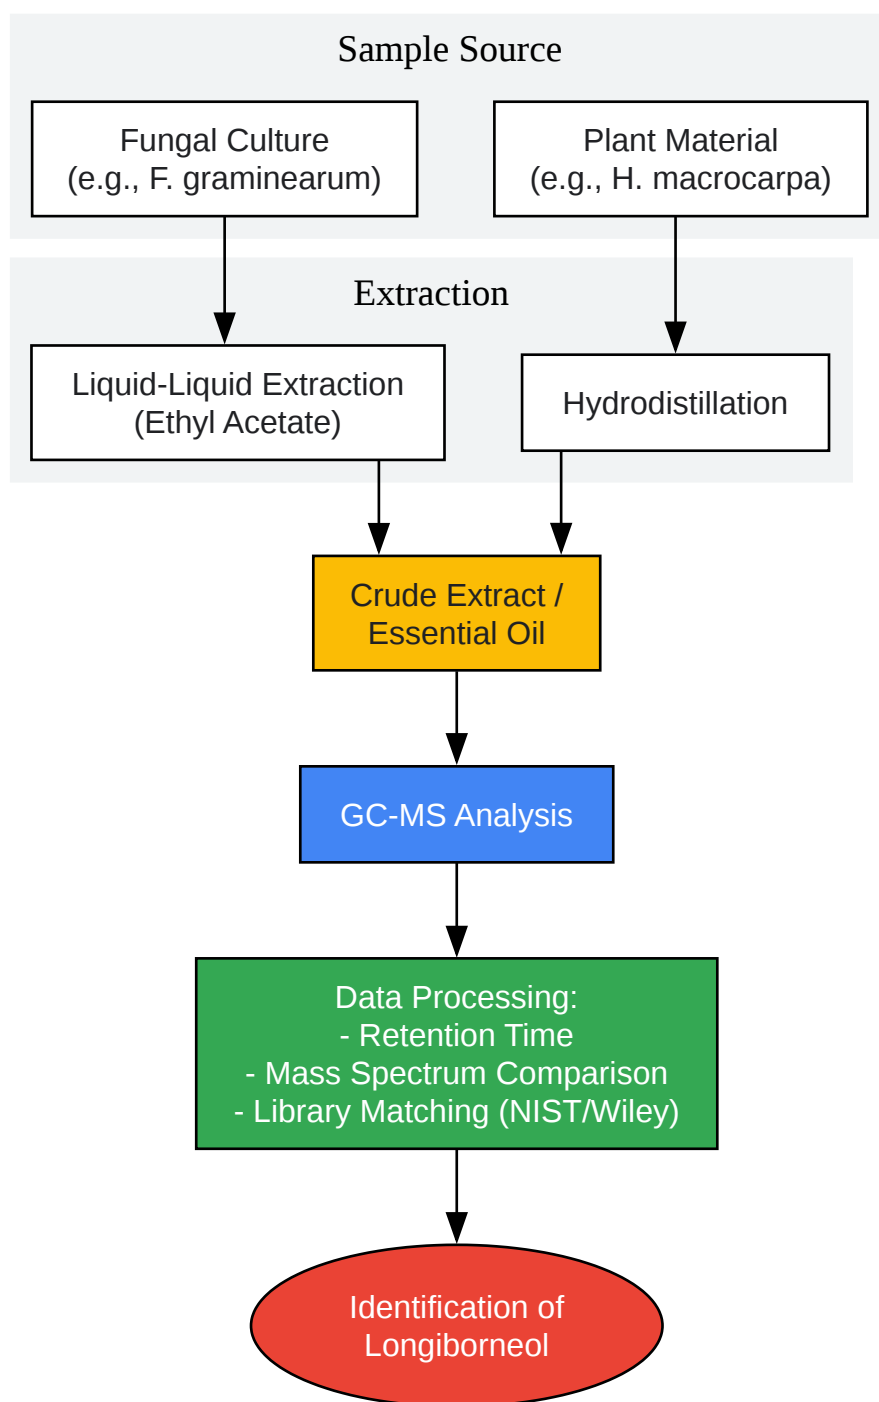 Sample Source
Fungal Culture
(e.g., F. graminearum)
Plant Material
(e.g., H. macrocarpa)
Extraction
Liquid-Liquid Extraction
(Ethyl Acetate)
Hydrodistillation
Crude Extract /
Essential Oil
GC-MS Analysis
Data Processing:
- Retention Time
- Mass Spectrum Comparison
- Library Matching (NIST/Wiley)
Identification of
Longiborneol